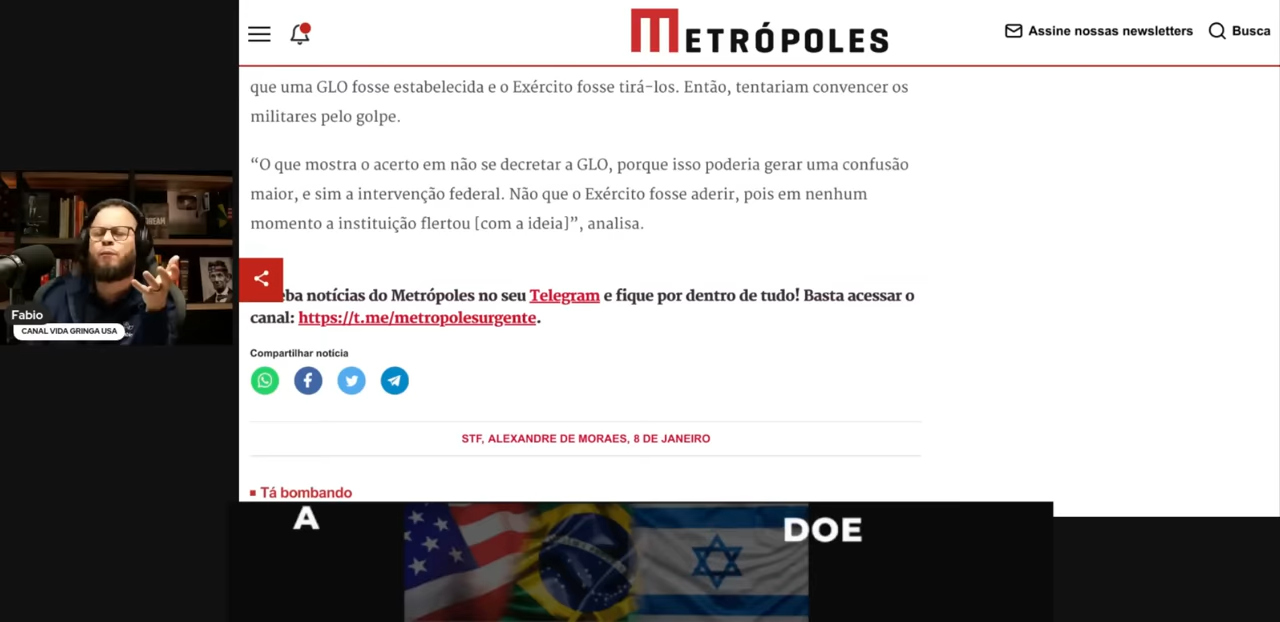 METRÓPOLES
Assine nossas newsletters
Busca
que uma GLO fosse estabelecida e o Exército fosse tirá-los. Então, tentariam convencer os
militares pelo golpe.
“O que mostra o acerto em não se decretar a GLO, porque isso poderia gerar uma confusão
maior, e sim a intervenção federal. Não que o Exército fosse aderir, pois em nenhum
momento a instituição flertou [com a ideia]”, analisa.
eba notícias do Metrópoles no seu Telegram e fique por dentro de tudo! Basta acessar o
canal: https://t.me/metropolesurgente.
Compartilhar notícia
STF, ALEXANDRE DE MORAES, 8 DE JANEIRO
Tá bombando
DREAM
Fabio
CANAL VIDA GRINGA USA
A
DOE